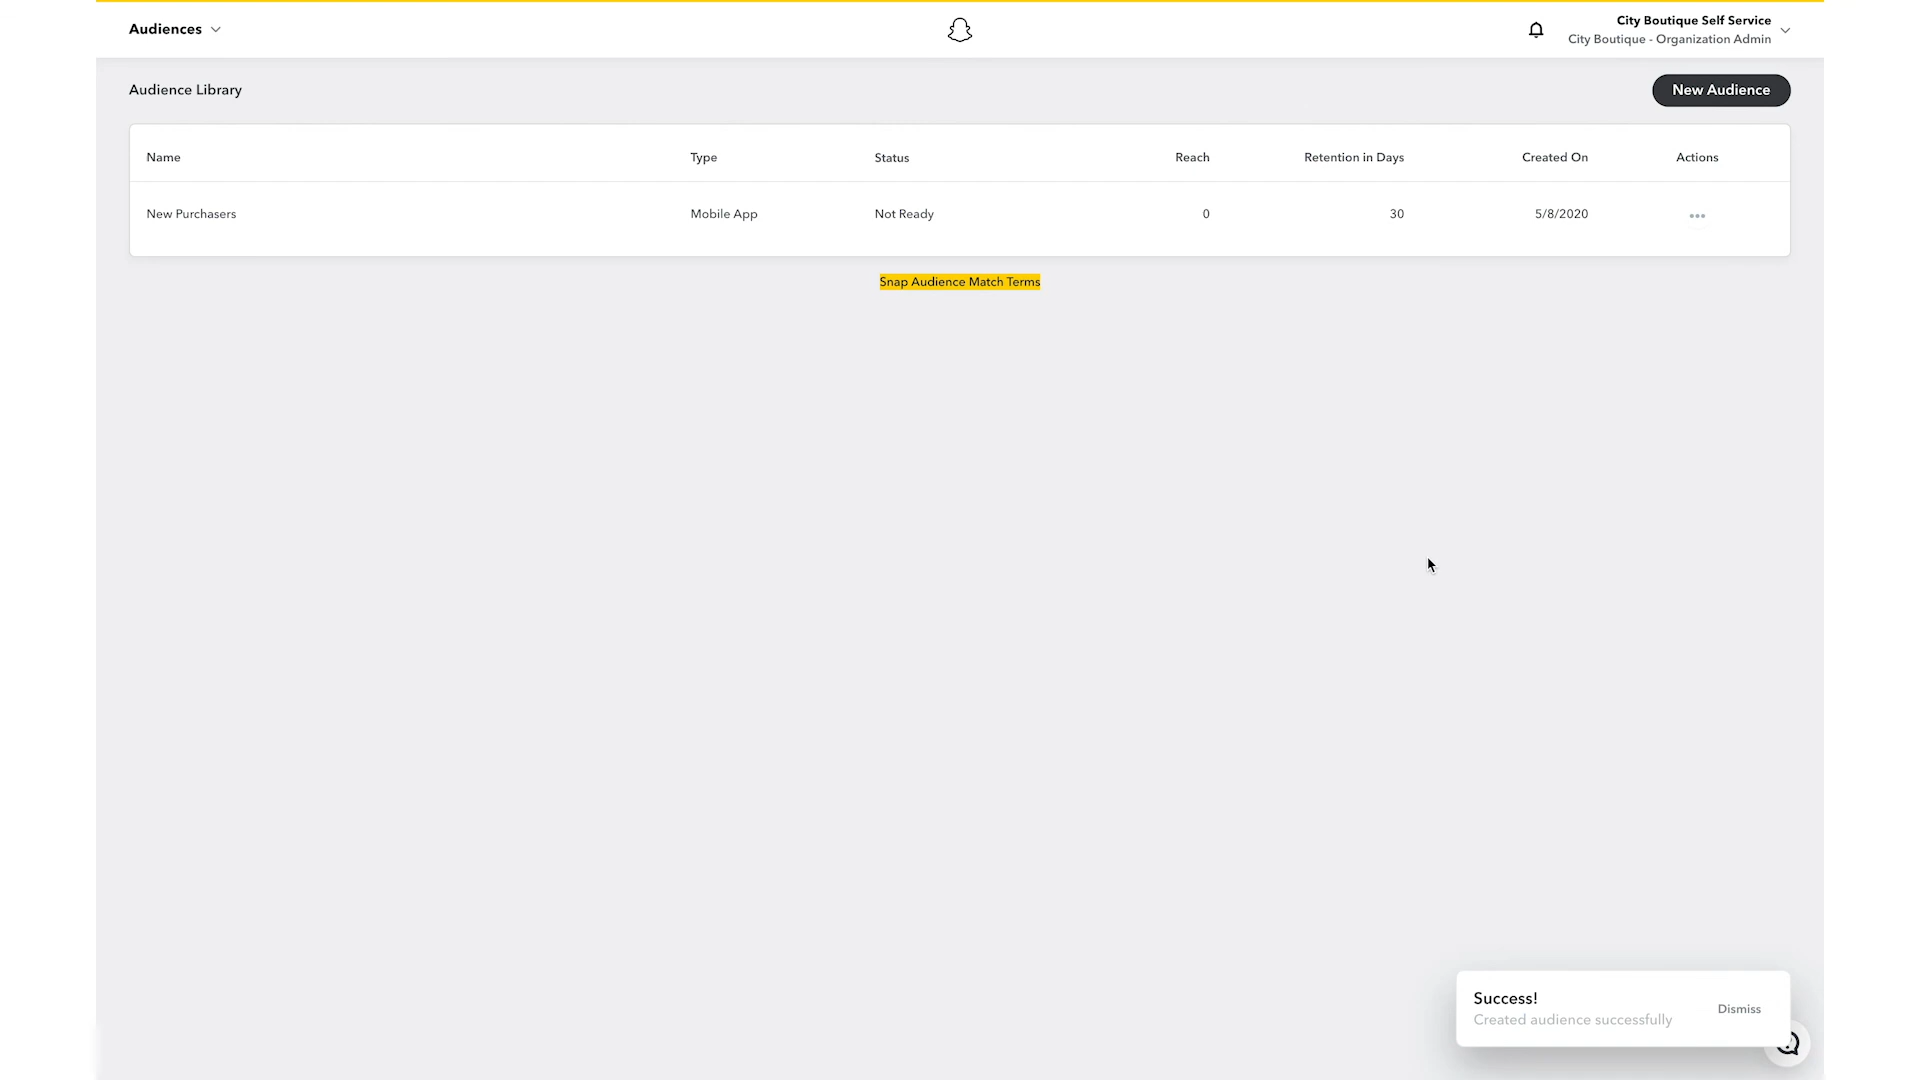 Audiences
City Boutique Self Service
City Boutique - Organization Admin
Audience Library
New Audience
Name Type Status Reach Retention in Days Created On Actions
New Purchasers Mobile App Not Ready 0 30 5/8/2020
Snap Audience Match Terms
Success!
Created audience successfully
Dismiss